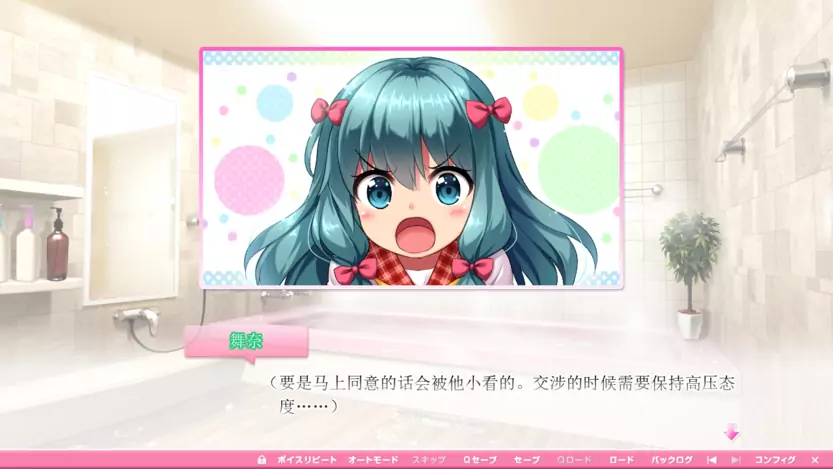 舞奈
（要是马上同意的话会被他小看的。交涉的时候需要保持高压态
度……）
ボイスリピート オートモード スキップ Qセーブ セーブ Qロード ロード バックログ コンフィグ